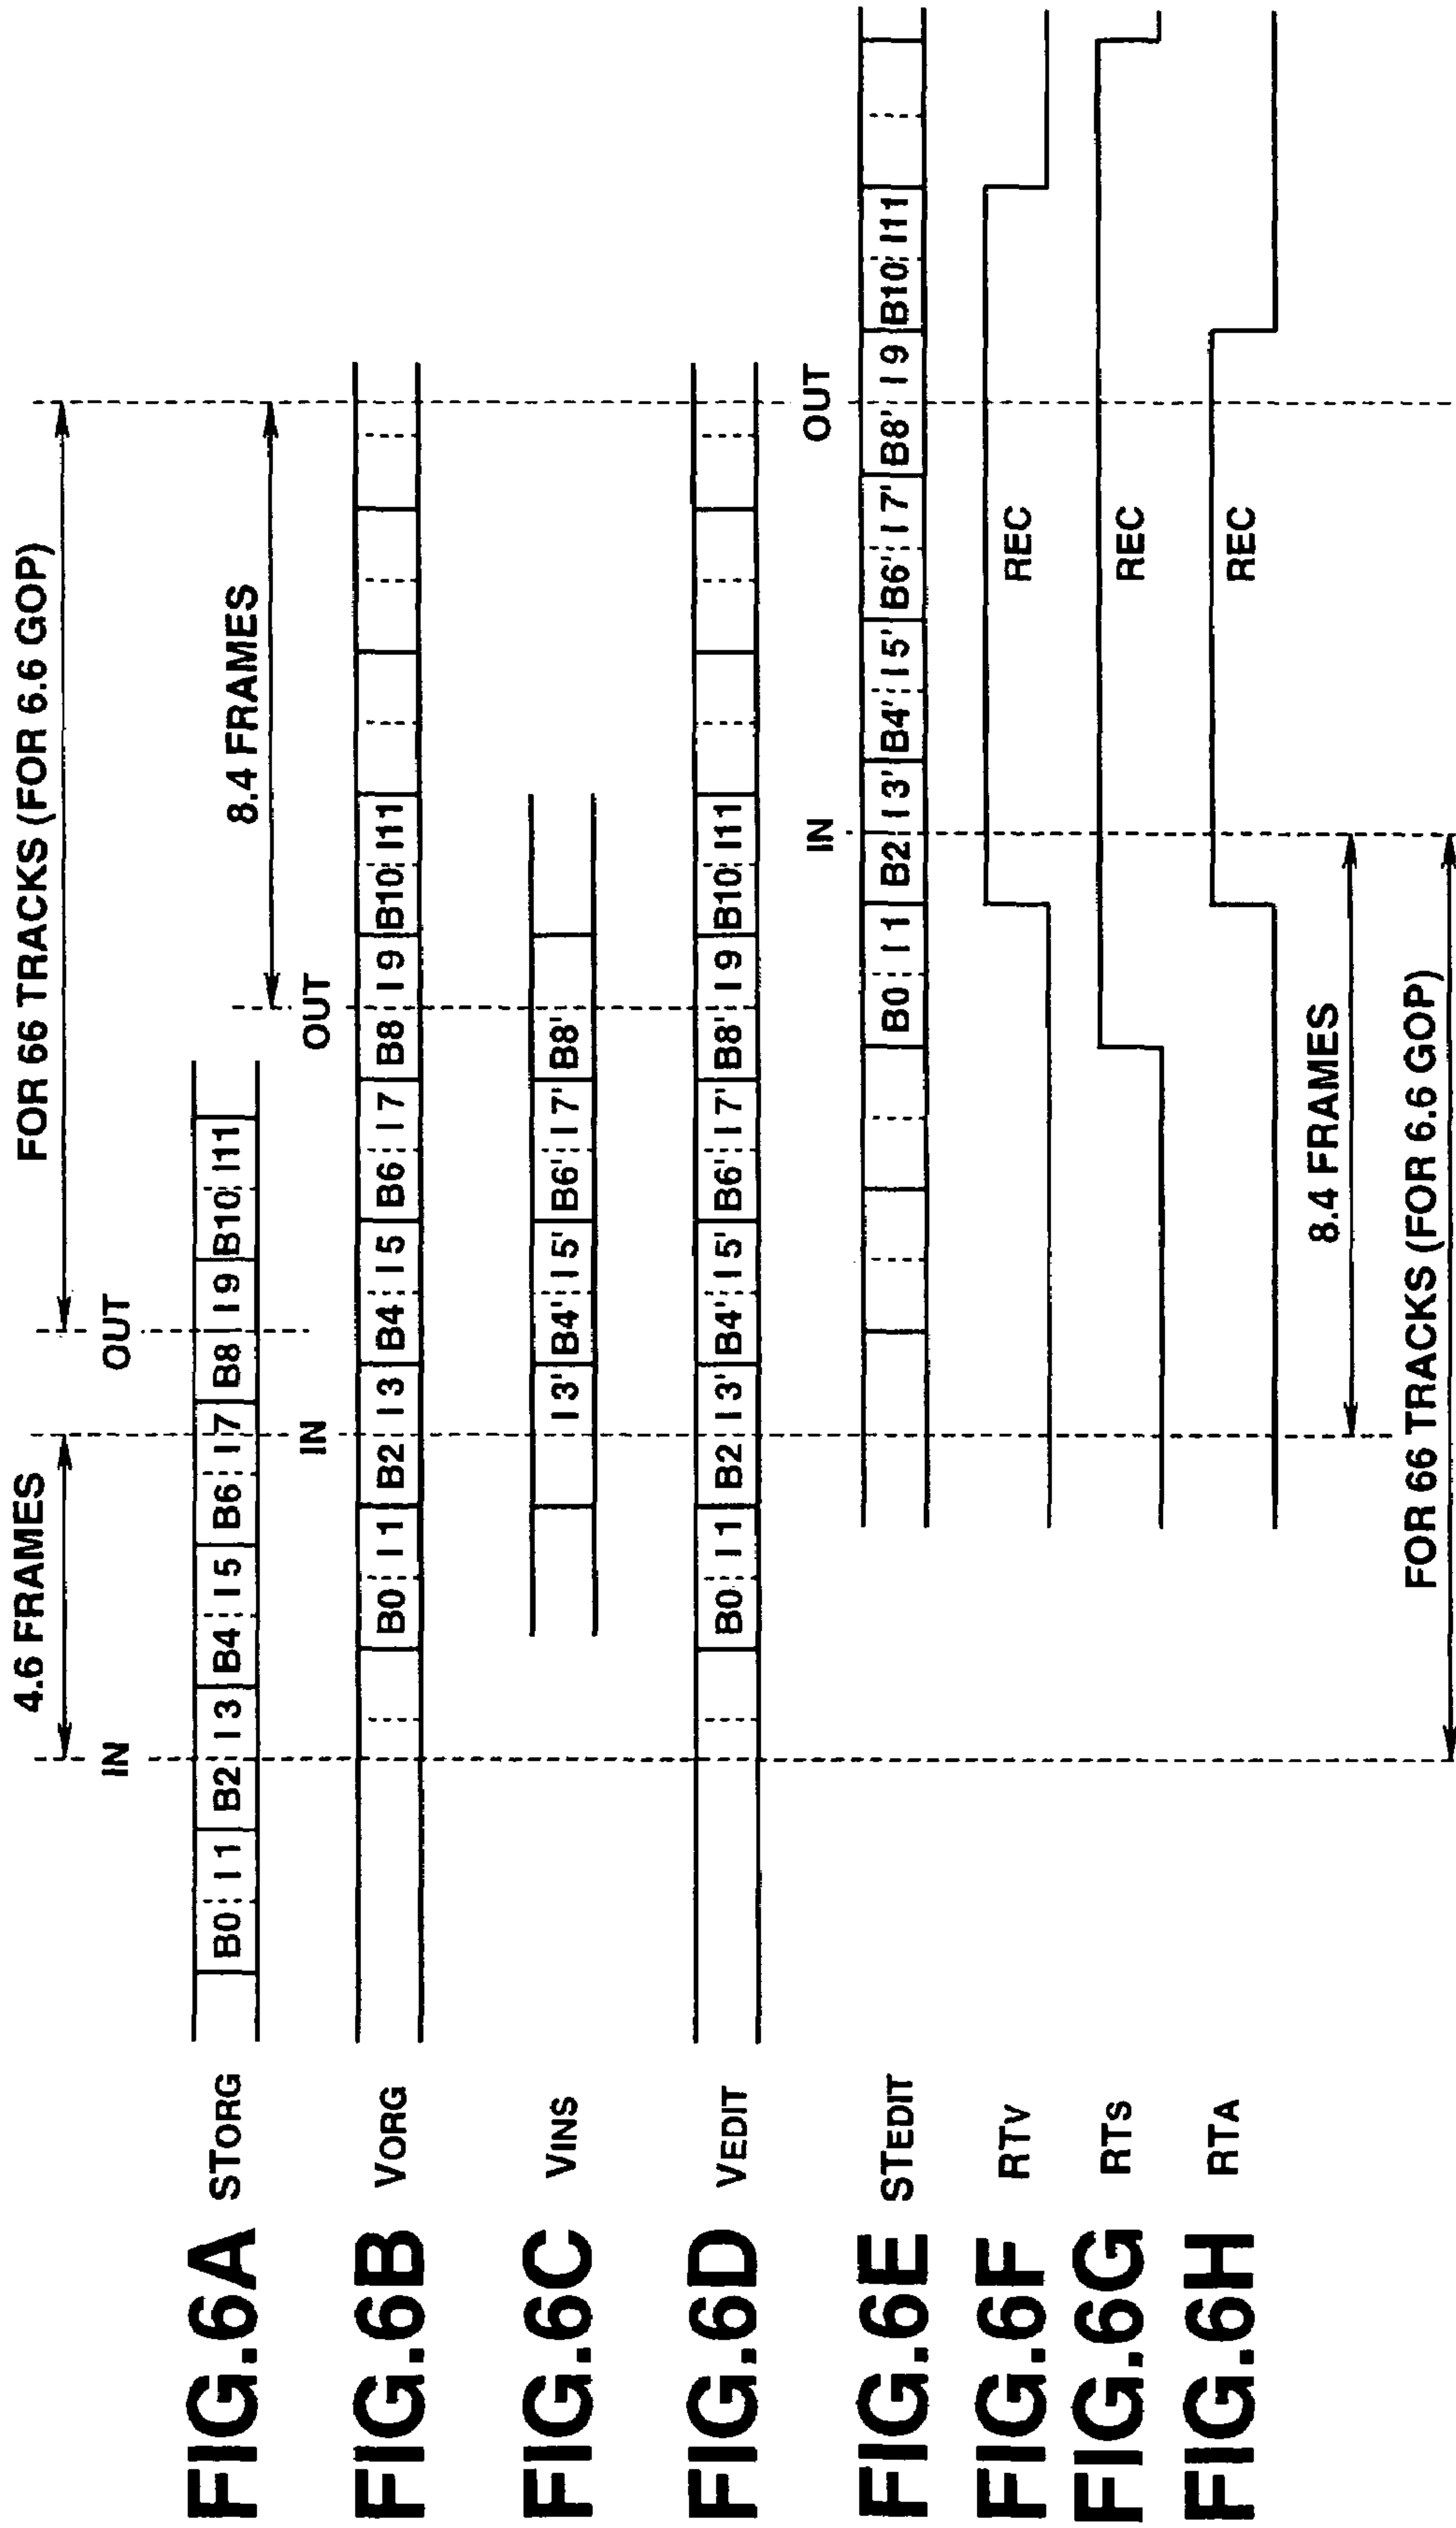 FOR 66 TRACKS (FOR 6.6 GOP)
4.6 FRAMES
8.4 FRAMES
IN
OUT
FIG.6A STORG
B0 I1 B2 I3 B4 I5 B6 I7 B8 I9 B10 I11
IN
OUT
FIG.6B VORG
B0 I1 B2 I3 B4 I5 B6 I7 B8 I9 B10 I11
FIG.6C VINS
I3' B4' I5' B6' I7' B8'
FIG.6D VEDIT
B0 I1 B2 I3' B4' I5' B6' I7' B8' I9 B10 I11
IN
OUT
FIG.6E STEDIT
B0 I1 B2 I3' B4' I5' B6' I7' B8' I9 B10 I11
FIG.6F RTV
REC
FIG.6G RTS
REC
FIG.6H RTA
REC
8.4 FRAMES
FOR 66 TRACKS (FOR 6.6 GOP)